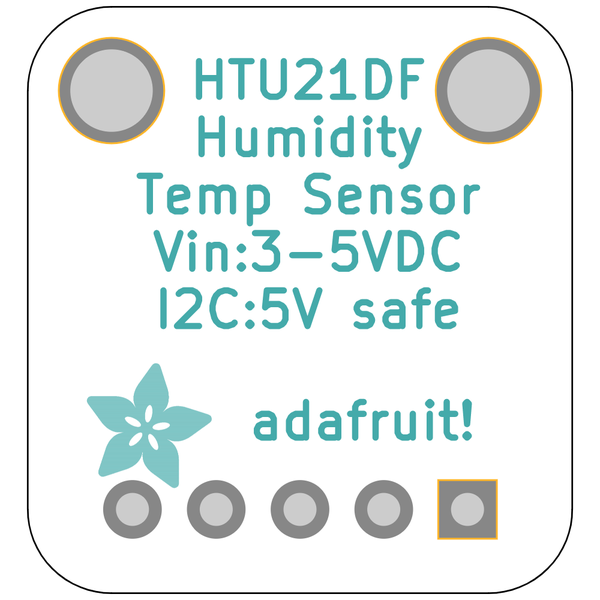 HTU21DF
Humidity
Temp Sensor
Vin:3-5VDC
I2C:5V safe
adafruit!